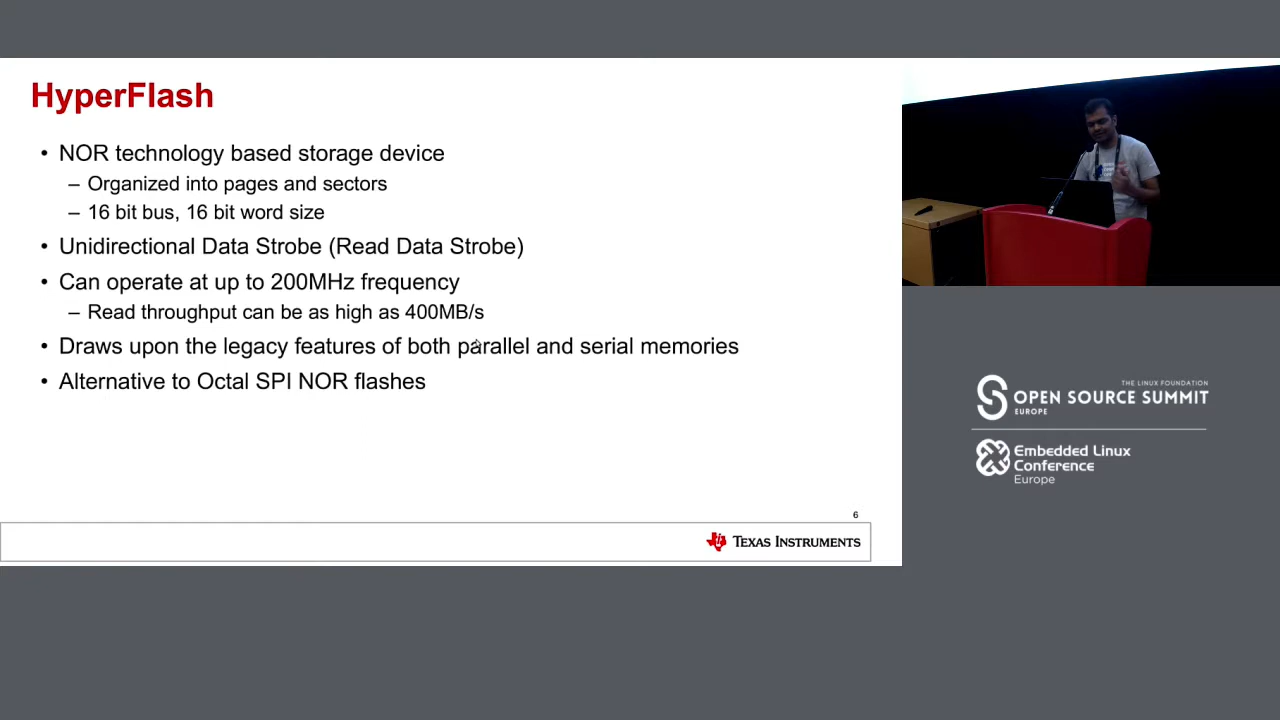 HyperFlash
• NOR technology based storage device
– Organized into pages and sectors
– 16 bit bus, 16 bit word size
• Unidirectional Data Strobe (Read Data Strobe)
• Can operate at up to 200MHz frequency
– Read throughput can be as high as 400MB/s
• Draws upon the legacy features of both parallel and serial memories
• Alternative to Octal SPI NOR flashes
6
TEXAS INSTRUMENTS
THE LINUX FOUNDATION
OPEN SOURCE SUMMIT
EUROPE
Embedded Linux
Conference
Europe